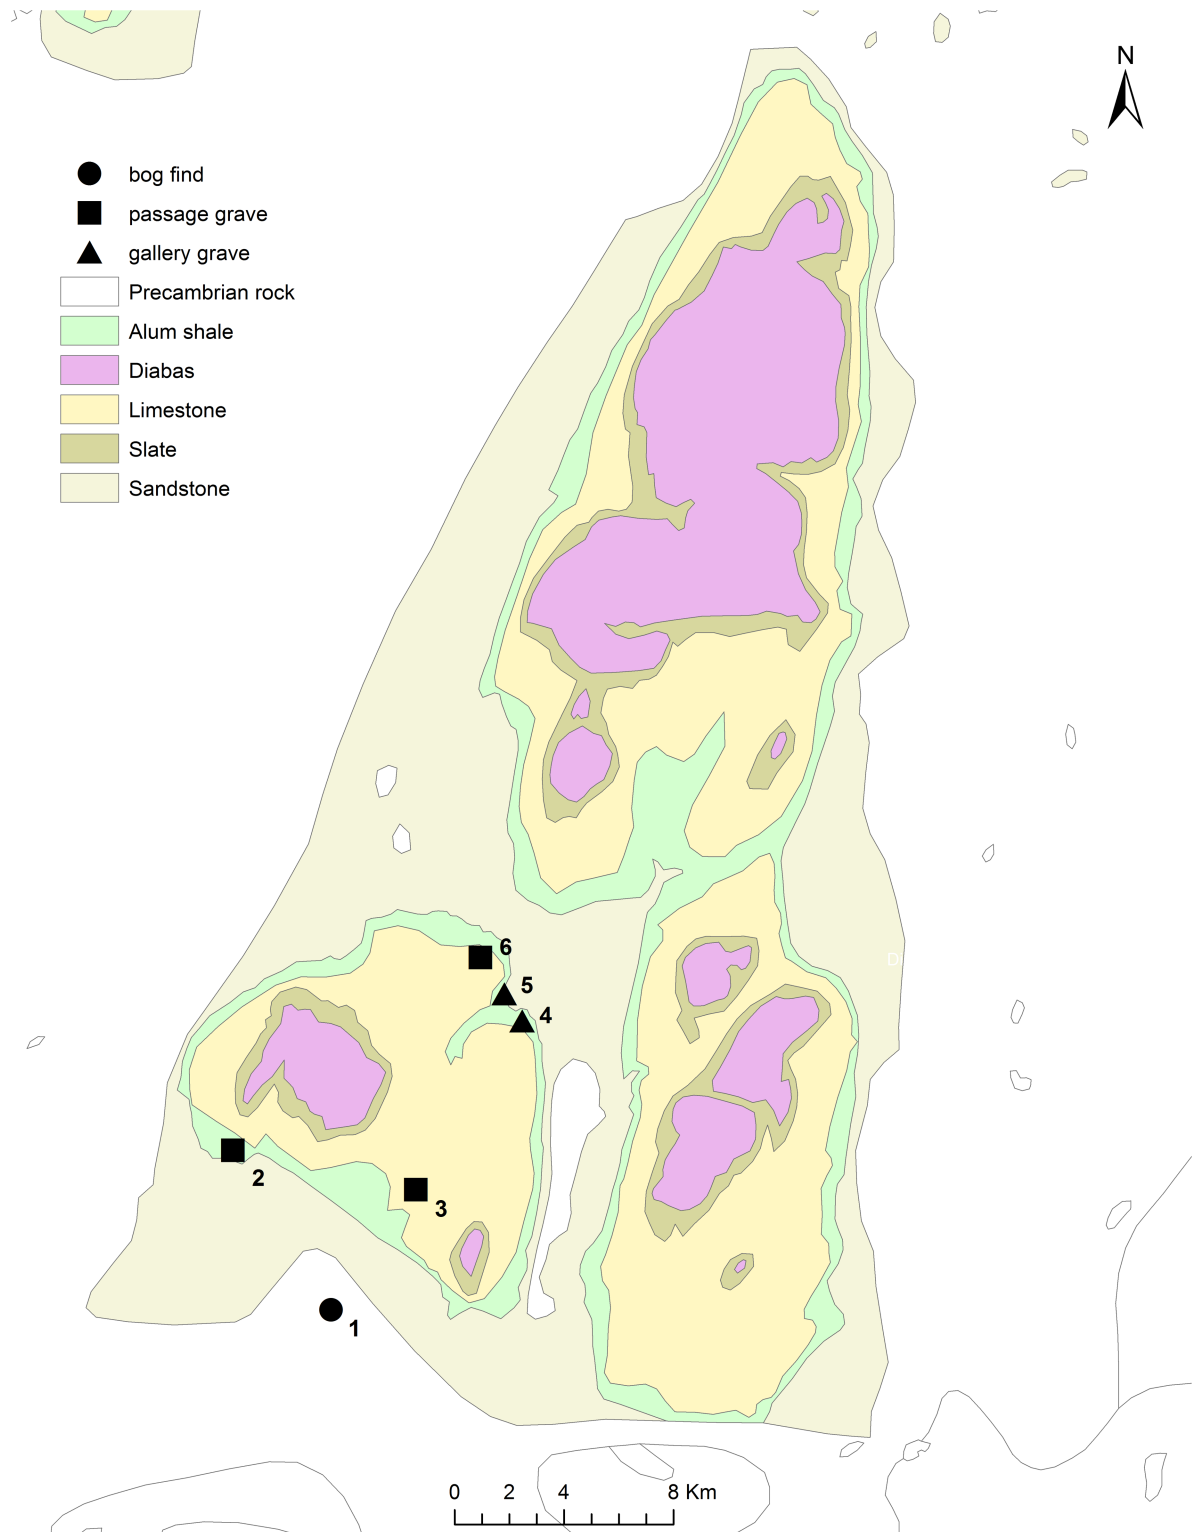 N
bog find
passage grave
gallery grave
Precambrian rock
Alum shale
Diabas
Limestone
Slate
Sandstone
D
6
5
4
2
3
1
0 2 4 8 Km